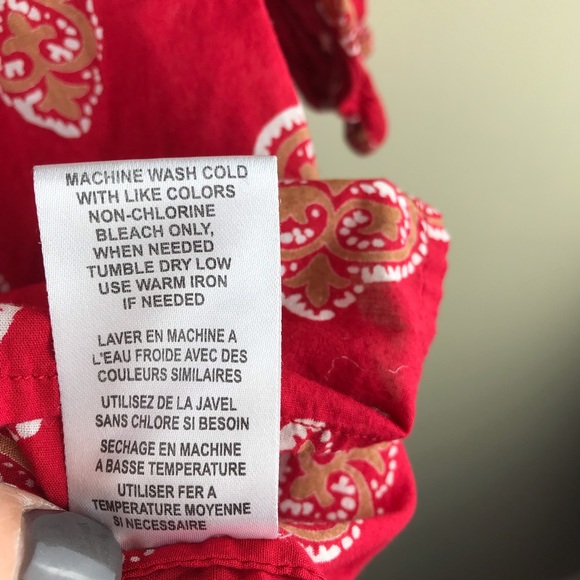 MACHINE WASH COLD
WITH LIKE COLORS
NON-CHLORINE
BLEACH ONLY,
WHEN NEEDED
TUMBLE DRY LOW
USE WARM IRON
IF NEEDED
LAVER EN MACHINE A
L'EAU FROIDE AVEC DES
COULEURS SIMILAIRES
UTILISEZ DE LA JAVEL
SANS CHLORE SI BESOIN
SECHAGE EN MACHINE
A BASSE TEMPERATURE
UTILISER FER A
TEMPERATURE MOYENNE
SI NECESSAIRE